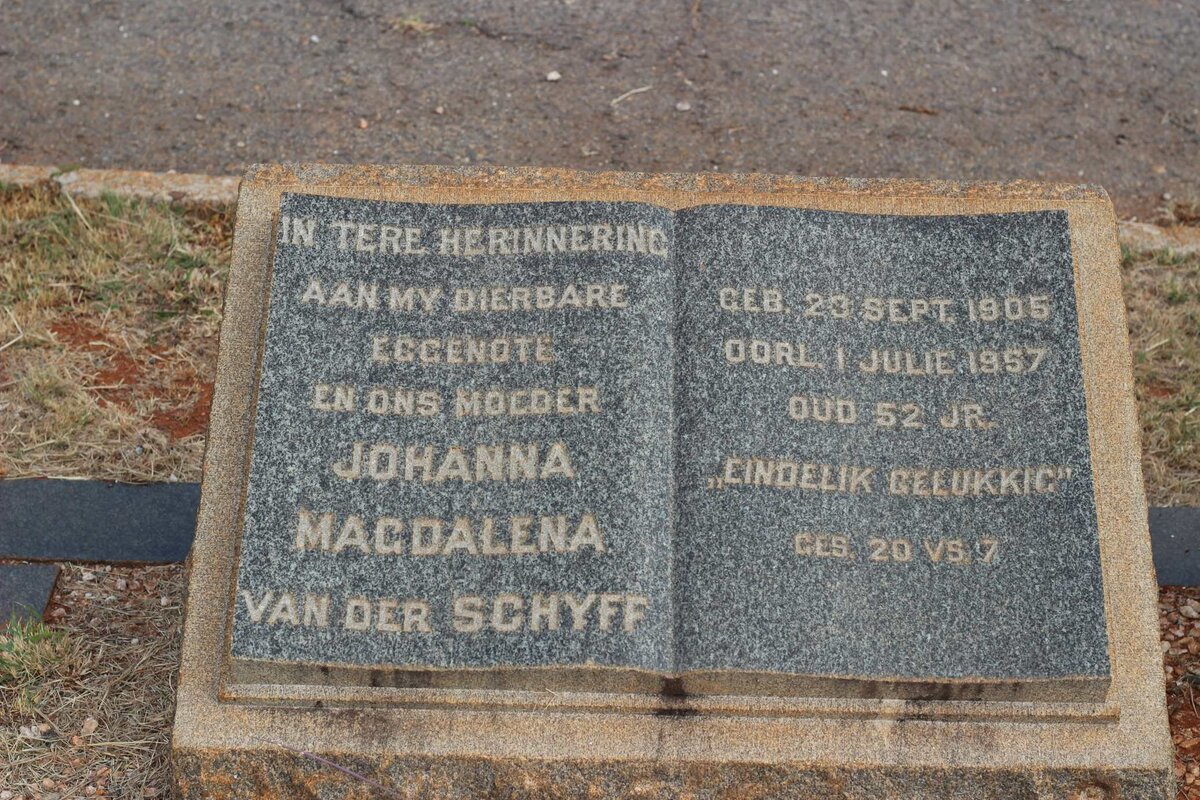 IN TERE HERINNERING
AAN MY DIERBARE
EGGENOTE
EN ONS MOEDER
JOHANNA
MAGDALENA
VAN DER SCHYFF
GEB. 23 SEPT. 1905
OORL. 1 JULIE 1957
OUD 52 JR.
„EINDELIK GELUKKIG"
GES. 20 VS. 7